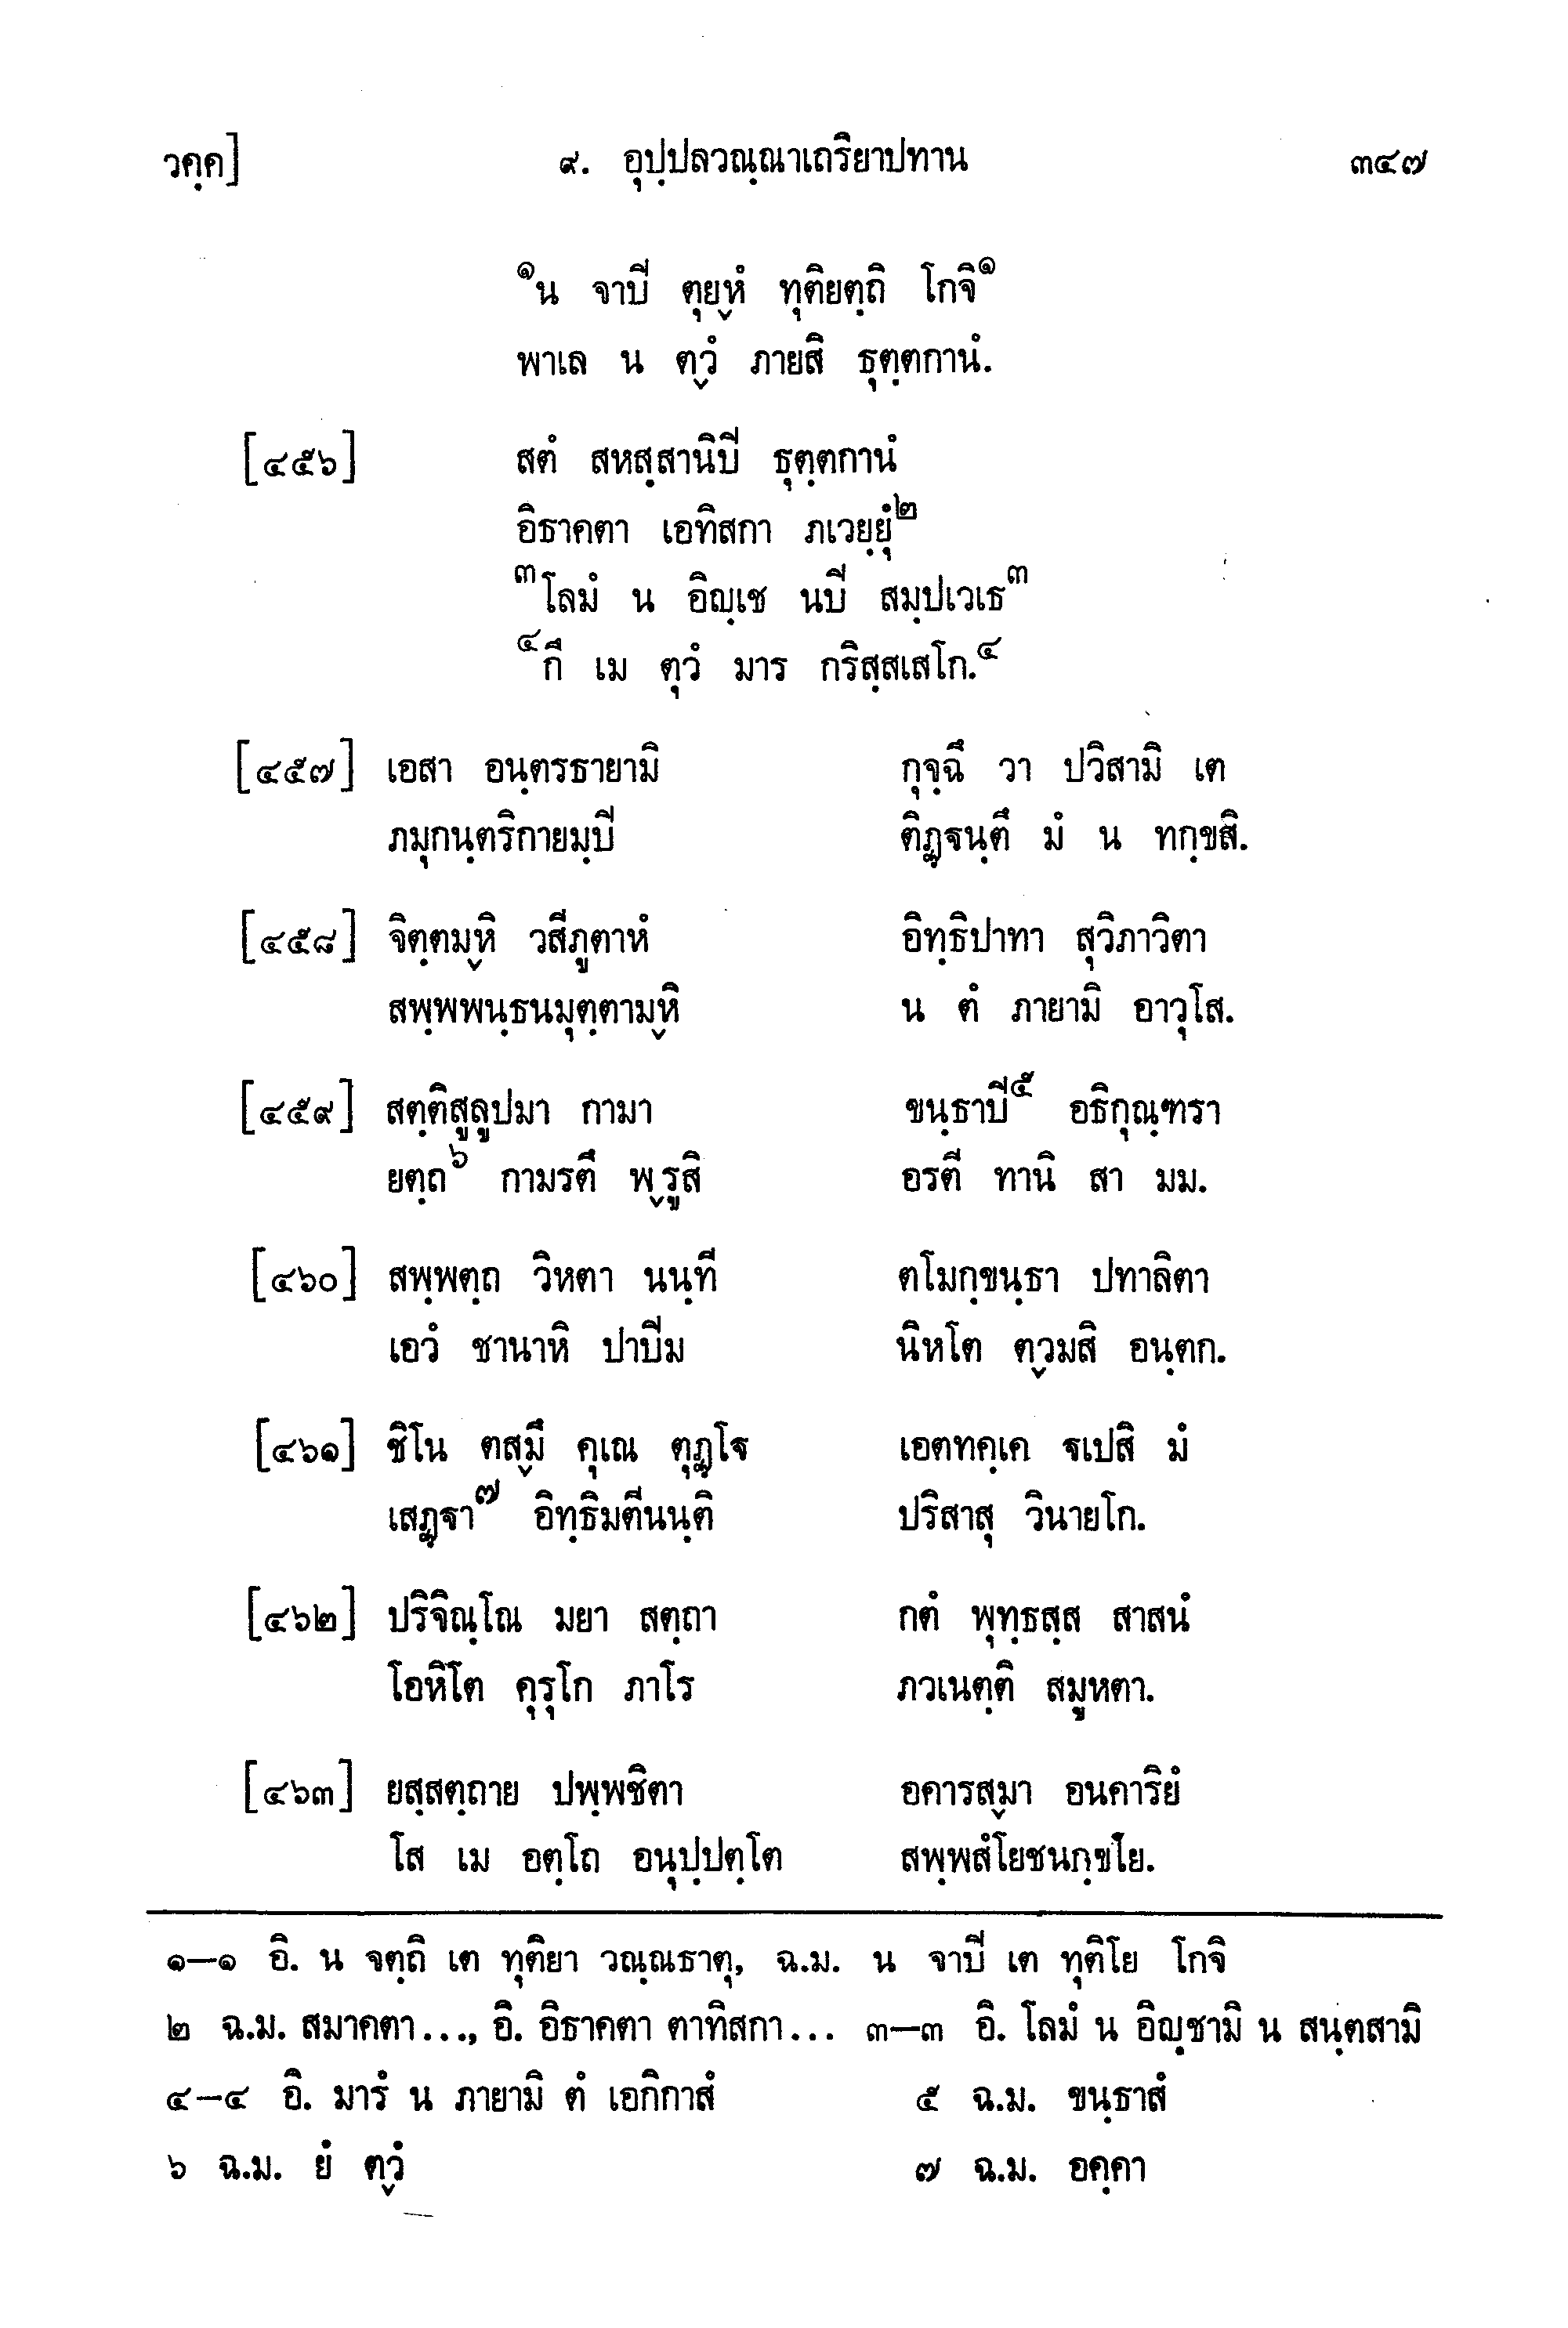 วคฺค] ๙. อุปฺปลวณฺณาเถริยาปทาน ๓๔๗
๑น จาปิ ตุย๎หํ ทุติยตฺถิ โกจิ๑
พาเล น ต๎วํ ภายสิ ธุตฺตกานํ.
[๔๕๖] สตํ สหสฺสานิปิ ธุตฺตกานํ
อิธาคตา เอทิสกา ภเวยฺยุํ๒
๓โลมํ น อิญฺเช นปิ สมฺปเวเธ๓
๔กึ เม ตุวํ มาร กริสฺสเสโก.๔
[๔๕๗] เอสา อนฺตรธายามิ กุจฺฉึ วา ปวิสามิ เต
ภมุกนฺตริกายมฺปิ ติฏฺฐนฺตึ มํ น ทกฺขสิ.
[๔๕๘] จิตฺตม๎หิ วสีภูตาหํ อิทฺธิปาทา สุวิภาวิตา
สพฺพพนฺธนมุตฺตาม๎หิ น ตํ ภายามิ อาวุโส.
[๔๕๙] สตฺติสูลูปมา กามา ขนฺธาปิ๕ อธิกุณฺฑรา
ยตฺถ๖ กามรตึ พ๎รูสิ อรตี ทานิ สา มม.
[๔๖๐] สพฺพตฺถ วิหตา นนฺที ตโมกฺขนฺธา ปทาลิตา
เอวํ ชานาหิ ปาปิม นิหโต ต๎วมสิ อนฺตก.
[๔๖๑] ชิโน ตส๎มึ คุเณ ตุฏฺโฐ เอตทคฺเค ฐเปสิ มํ
เสฏฺฐา๗ อิทฺธิมตีนนฺติ ปริสาสุ วินายโก.
[๔๖๒] ปริจิณฺโณ มยา สตฺถา กตํ พุทฺธสฺส สาสนํ
โอหิโต คุรุโก ภาโร ภวเนตฺติ สมูหตา.
[๔๖๓] ยสฺสตฺถาย ปพฺพชิตา อคารส๎มา อนคาริยํ
โส เม อตฺโถ อนุปฺปตฺโต สพฺพสํโยชนกฺขโย.
๑—๑ อิ. น จตฺถิ เต ทุติยา วณฺณธาตุ, ฉ.ม. น จาปิ เต ทุติโย โกจิ
๒ ฉ.ม. สมาคตา..., อิ. อิธาคตา ตาทิสกา... ๓—๓ อิ. โลมํ น อิญฺชามิ น สนฺตสามิ
๔—๔ อิ. มารํ น ภายามิ ตํ เอกิกาสํ ๕ ฉ.ม. ขนฺธาสํ
๖ ฉ.ม. ยํ ต๎วํ ๗ ฉ.ม. อคฺคา